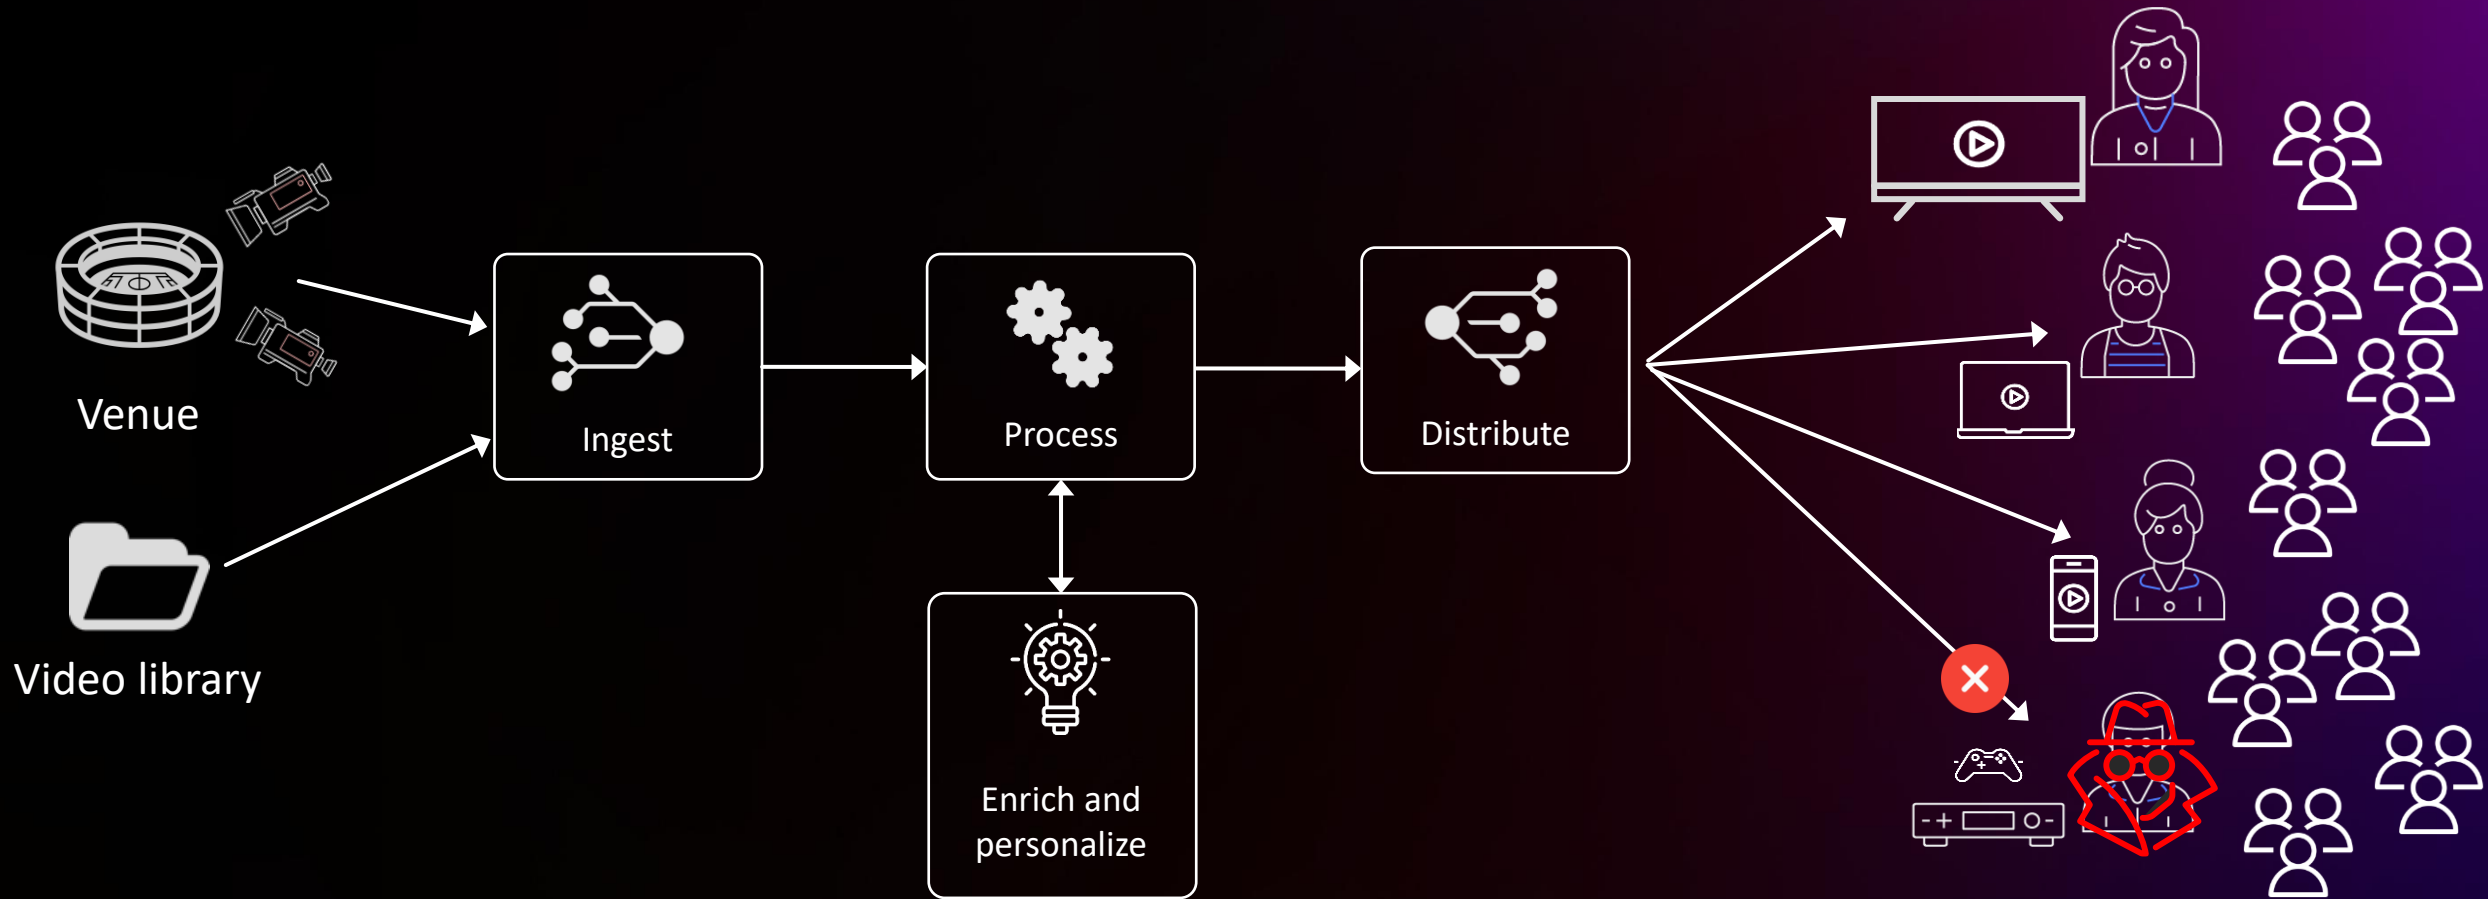 Venue
Video library
Ingest
Process
Enrich and
personalize
Distribute